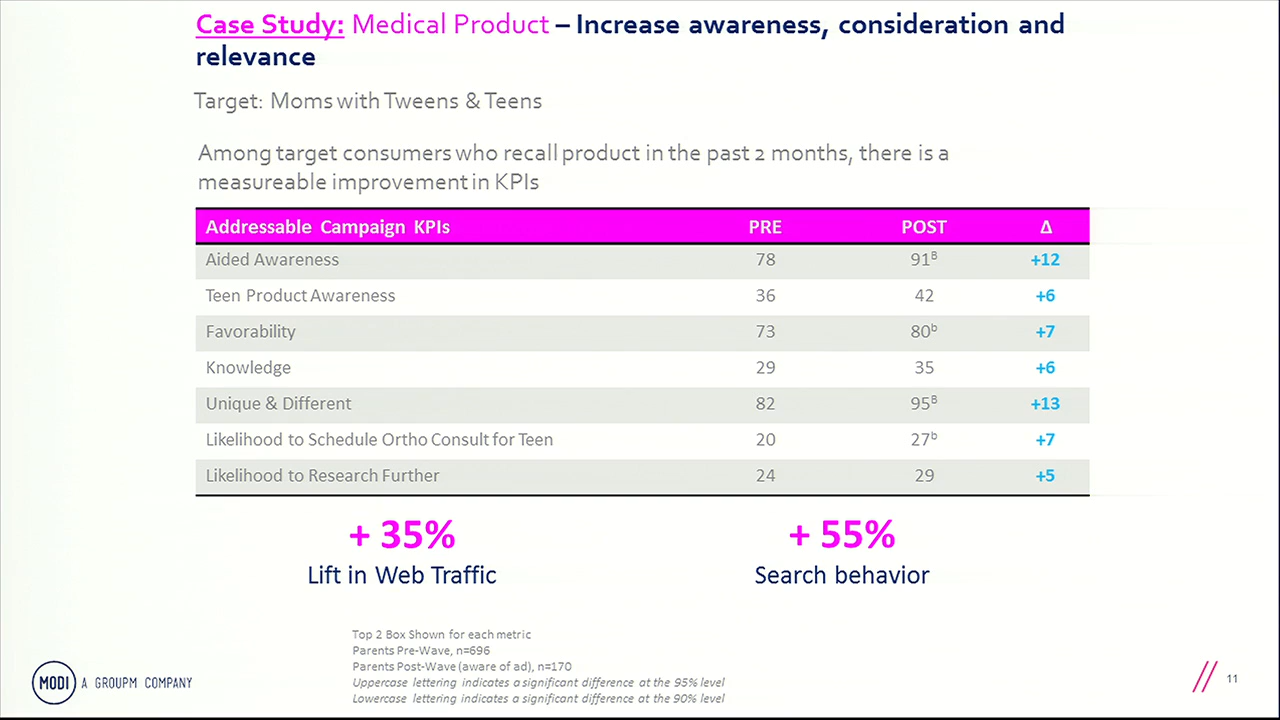 Case Study: Medical Product – Increase awareness, consideration and
relevance
Target: Moms with Tweens & Teens
Among target consumers who recall product in the past 2 months, there is a
measureable improvement in KPIs
Addressable Campaign KPIs PRE POST Δ
Aided Awareness 78 91ᴮ +12
Teen Product Awareness 36 42 +6
Favorability 73 80ᵇ +7
Knowledge 29 35 +6
Unique & Different 82 95ᴮ +13
Likelihood to Schedule Ortho Consult for Teen 20 27ᵇ +7
Likelihood to Research Further 24 29 +5
+ 35% + 55%
Lift in Web Traffic Search behavior
Top 2 Box Shown for each metric
Parents Pre-Wave, n=696
Parents Post-Wave (aware of ad), n=170
Uppercase lettering indicates a significant difference at the 95% level
Lowercase lettering indicates a significant difference at the 90% level
MODI A GROUPM COMPANY
11